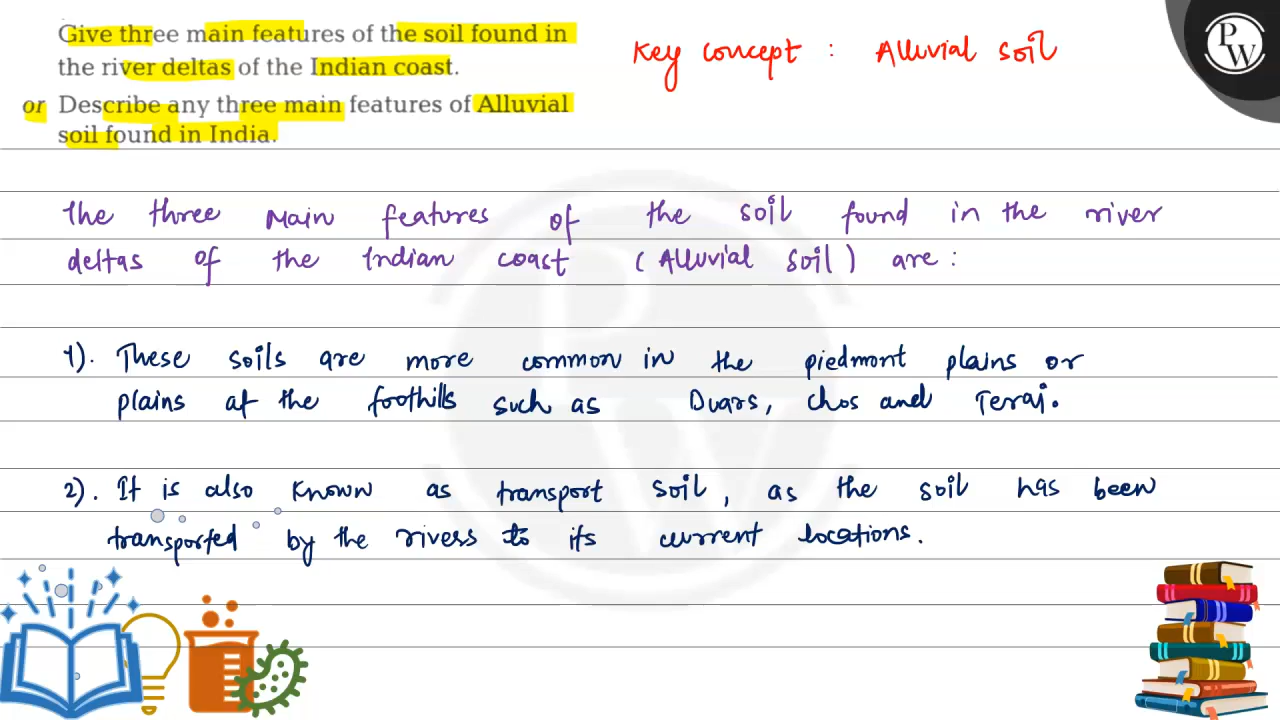 Give three main features of the soil found in
the river deltas of the Indian coast.
or Describe any three main features of Alluvial
soil found in India.
Key concept : Alluvial soil
PW
The three main features of the soil found in the river
deltas of the Indian coast (Alluvial soil) are:
1). These soils are more common in the piedmont plains or
plains at the foothills such as Duars, chos and Terai.
2). It is also known as transport soil, as the soil has been
transported by the rivers to its current locations.